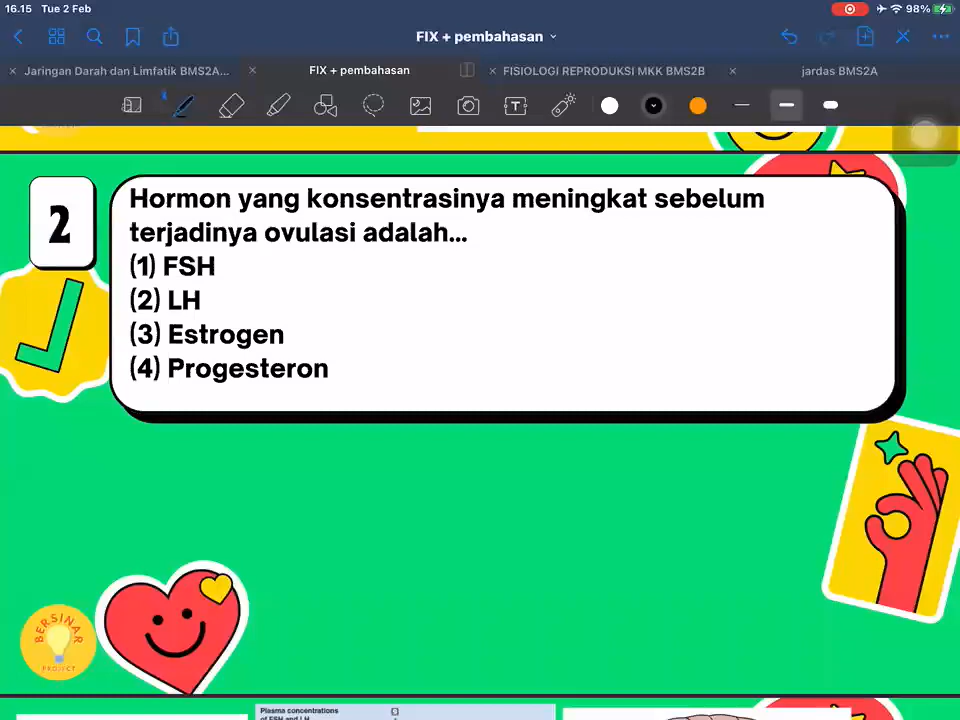 16.15 Tue 2 Feb
98%
FIX + pembahasan
Jaringan Darah dan Limfatik BMS2A...
FIX + pembahasan
FISIOLOGI REPRODUKSI MKK BMS2B
jardas BMS2A
2
Hormon yang konsentrasinya meningkat sebelum
terjadinya ovulasi adalah...
(1) FSH
(2) LH
(3) Estrogen
(4) Progesteron
BERSINAR
PROJECT
Plasma concentrations
of FSH and LH